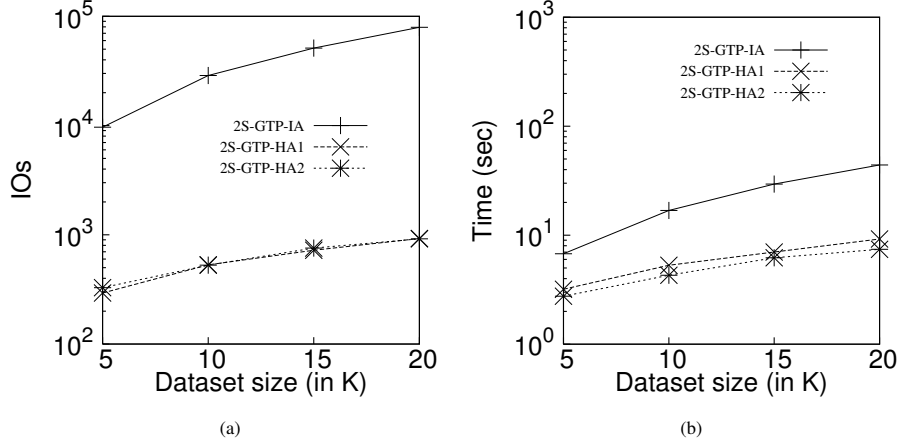 10^5
10^4
10^3
10^2
IOs
2S-GTP-IA
2S-GTP-HA1
2S-GTP-HA2
5 10 15 20
Dataset size (in K)
(a)
10^3
10^2
10^1
10^0
Time (sec)
2S-GTP-IA
2S-GTP-HA1
2S-GTP-HA2
5 10 15 20
Dataset size (in K)
(b)